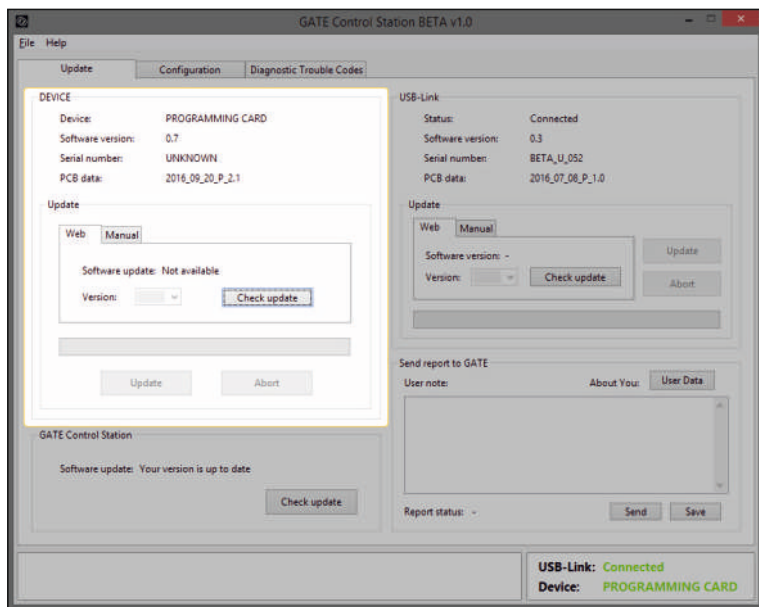 GATE Control Station BETA v1.0
File Help
Update Configuration Diagnostic Trouble Codes
DEVICE
Device: PROGRAMMING CARD
Software version: 0.7
Serial number: UNKNOWN
PCB data: 2016_09_20_P_2.1
Update
Web Manual
Software update: Not available
Version: Check update
Update Abort
GATE Control Station
Software update: Your version is up to date
Check update
USB-Link
Status: Connected
Software version: 0.3
Serial number: BETA_U_052
PCB data: 2016_07_08_P_1.0
Update
Web Manual
Software version: -
Version: Check update
Update
Abort
Send report to GATE
User note: About You: User Data
Report status: - Send Save
USB-Link: Connected
Device: PROGRAMMING CARD